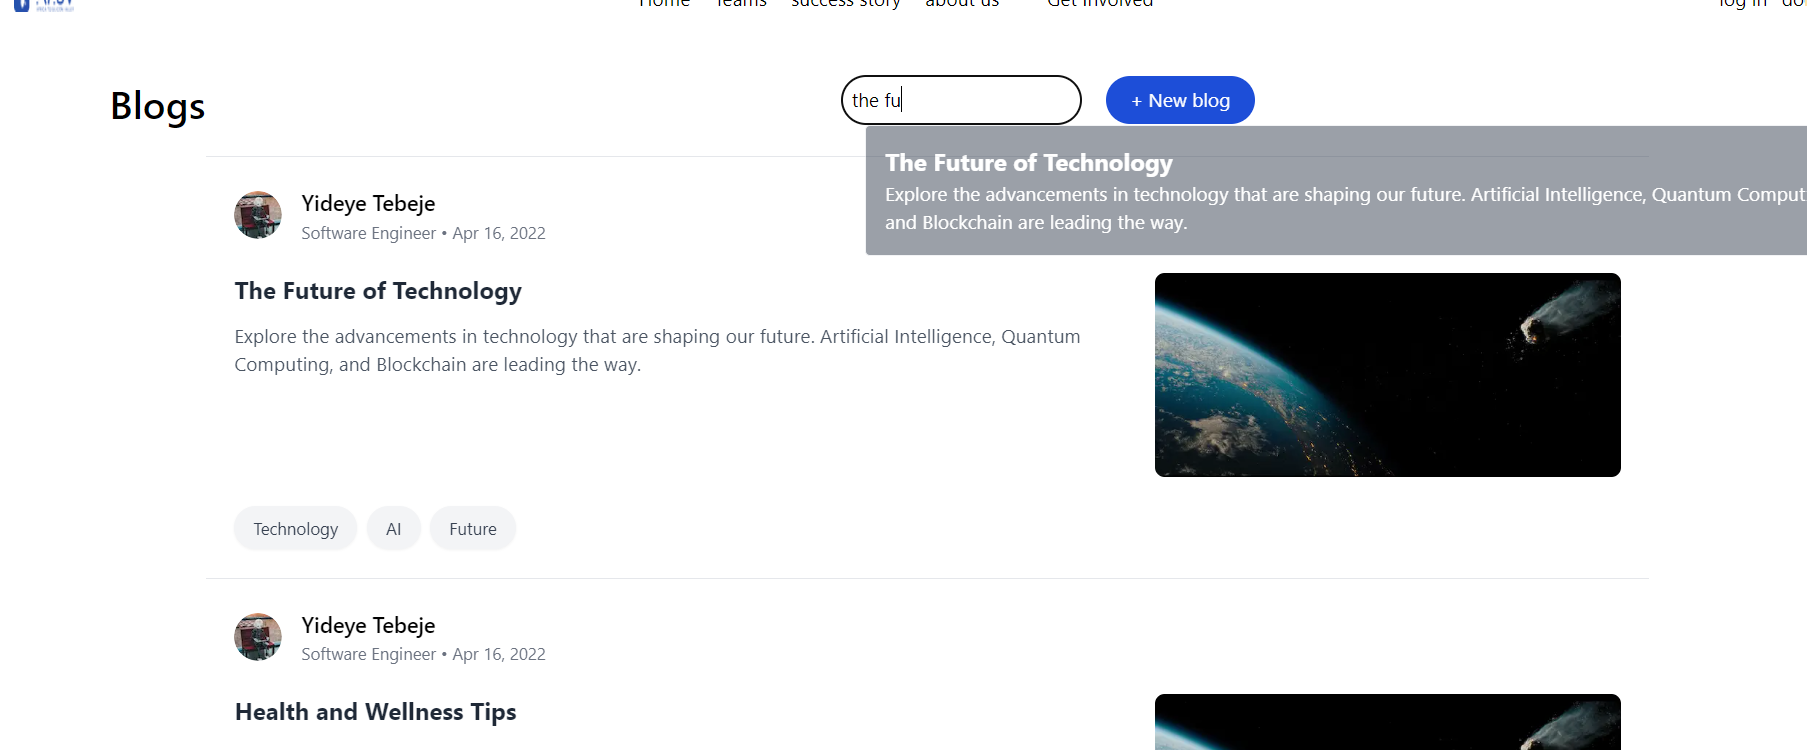 Home Teams success story about us Get Involved log in
Blogs
the fu
+ New blog
The Future of Technology
Explore the advancements in technology that are shaping our future. Artificial Intelligence, Quantum Comput
and Blockchain are leading the way.
Yideye Tebeje
Software Engineer • Apr 16, 2022
The Future of Technology
Explore the advancements in technology that are shaping our future. Artificial Intelligence, Quantum
Computing, and Blockchain are leading the way.
Technology AI Future
Yideye Tebeje
Software Engineer • Apr 16, 2022
Health and Wellness Tips